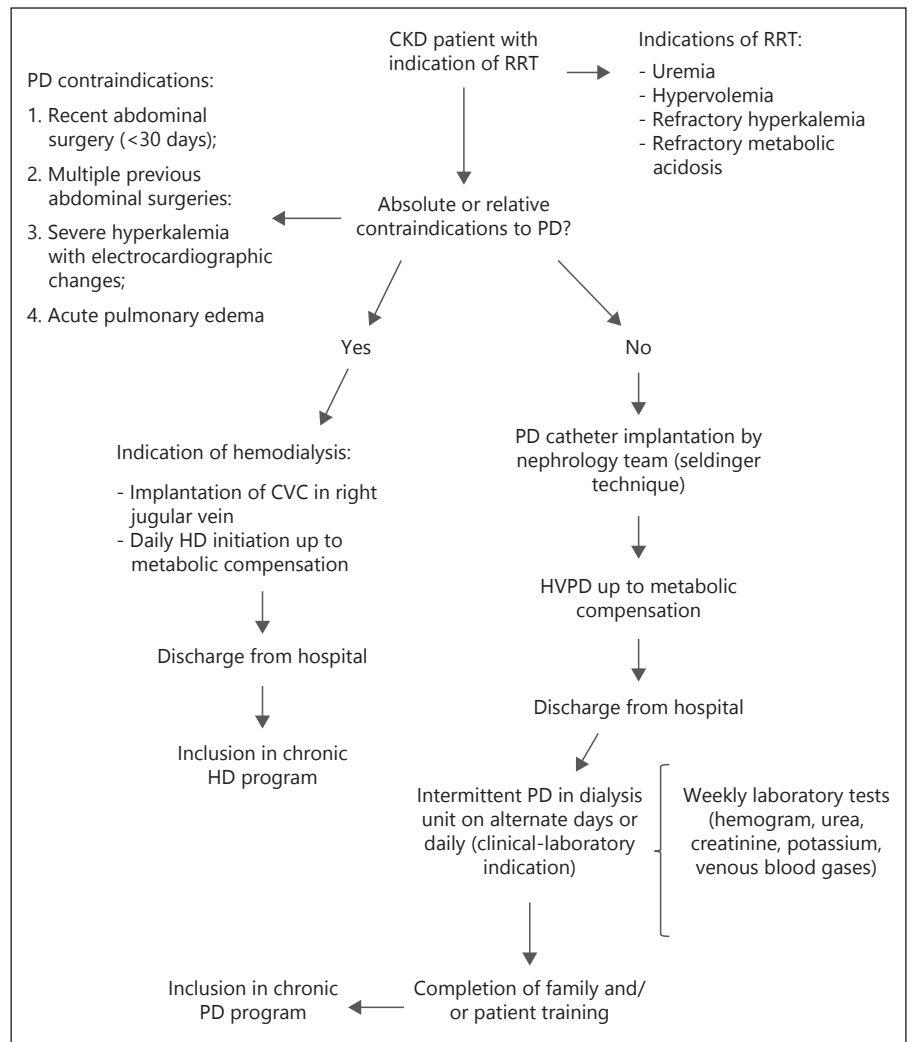 CKD patient with
indication of RRT
Indications of RRT:
- Uremia
- Hypervolemia
- Refractory hyperkalemia
- Refractory metabolic
acidosis
PD contraindications:
1. Recent abdominal
surgery (<30 days);
2. Multiple previous
abdominal surgeries:
3. Severe hyperkalemia
with electrocardiographic
changes;
4. Acute pulmonary edema
Absolute or relative
contraindications to PD?
Yes
No
Indication of hemodialysis:
- Implantation of CVC in right
jugular vein
- Daily HD initiation up to
metabolic compensation
Discharge from hospital
Inclusion in chronic
HD program
PD catheter implantation by
nephrology team (seldinger
technique)
HVPD up to metabolic
compensation
Discharge from hospital
Intermittent PD in dialysis
unit on alternate days or
daily (clinical-laboratory
indication)
Weekly laboratory tests
(hemogram, urea,
creatinine, potassium,
venous blood gases)
Completion of family and/
or patient training
Inclusion in chronic
PD program